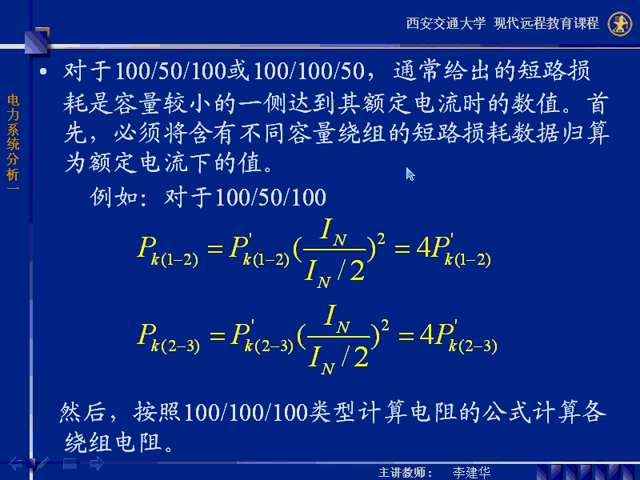 西安交通大学 现代远程教育课程
电力系统分析一
• 对于100/50/100或100/100/50，通常给出的短路损
耗是容量较小的一侧达到其额定电流时的数值。首
先，必须将含有不同容量绕组的短路损耗数据归算
为额定电流下的值。
例如：对于100/50/100
P_{k(1-2)} = P'_{k(1-2)} (\frac{I_N}{I_N / 2})^2 = 4P'_{k(1-2)}
P_{k(2-3)} = P'_{k(2-3)} (\frac{I_N}{I_N / 2})^2 = 4P'_{k(2-3)}
然后，按照100/100/100类型计算电阻的公式计算各
绕组电阻。
主讲教师： 李建华